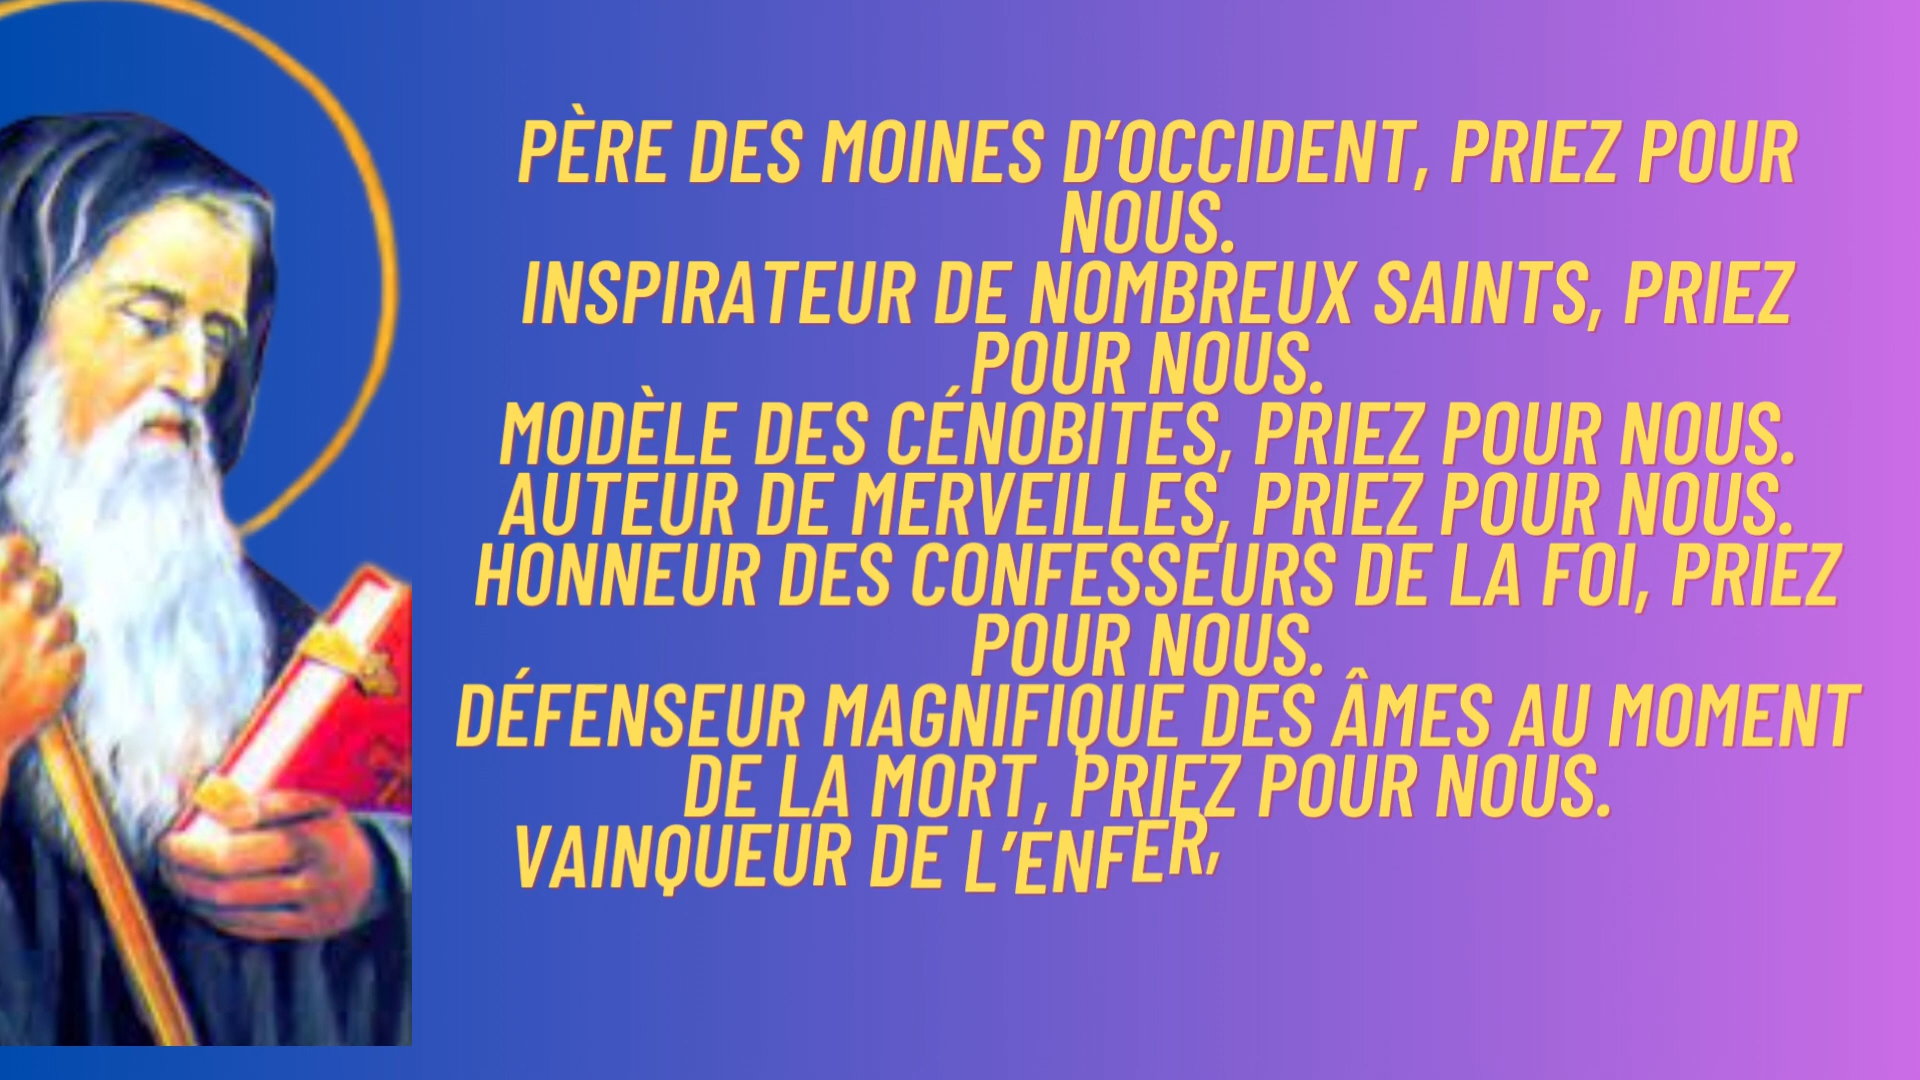 PÈRE DES MOINES D'OCCIDENT, PRIEZ POUR
NOUS.
INSPIRATEUR DE NOMBREUX SAINTS, PRIEZ
POUR NOUS.
MODÈLE DES CÉNOBITES, PRIEZ POUR NOUS.
AUTEUR DE MERVEILLES, PRIEZ POUR NOUS.
HONNEUR DES CONFESSEURS DE LA FOI, PRIEZ
POUR NOUS.
DÉFENSEUR MAGNIFIQUE DES ÂMES AU MOMENT
DE LA MORT, PRIEZ POUR NOUS.
VAINQUEUR DE L'ENFER,